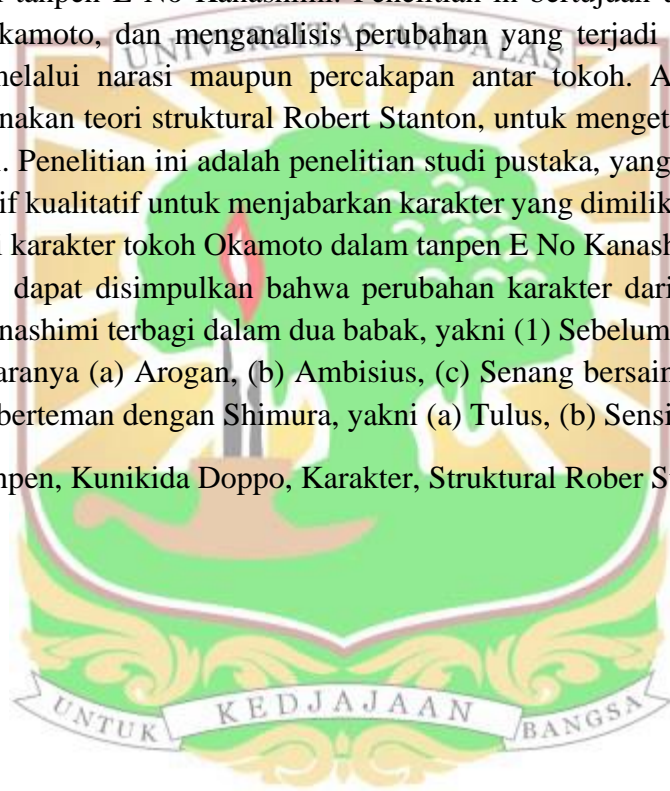 tanpen E No Kanashimi. Penelitian ini bertujuan
kamoto, dan menganalisis perubahan yang terjadi
UNIVERSITAS ANDALAS
melalui narasi maupun percakapan antar tokoh. A
nakan teori struktural Robert Stanton, untuk menget
. Penelitian ini adalah penelitian studi pustaka, yang
if kualitatif untuk menjabarkan karakter yang dimilik
i karakter tokoh Okamoto dalam tanpen E No Kanash
dapat disimpulkan bahwa perubahan karakter dari
nashimi terbagi dalam dua babak, yakni (1) Sebelum
aranya (a) Arogan, (b) Ambisius, (c) Senang bersain
berteman dengan Shimura, yakni (a) Tulus, (b) Sensi
npen, Kunikida Doppo, Karakter, Struktural Rober S
UNTUK KEDJAJAAN BANGSA